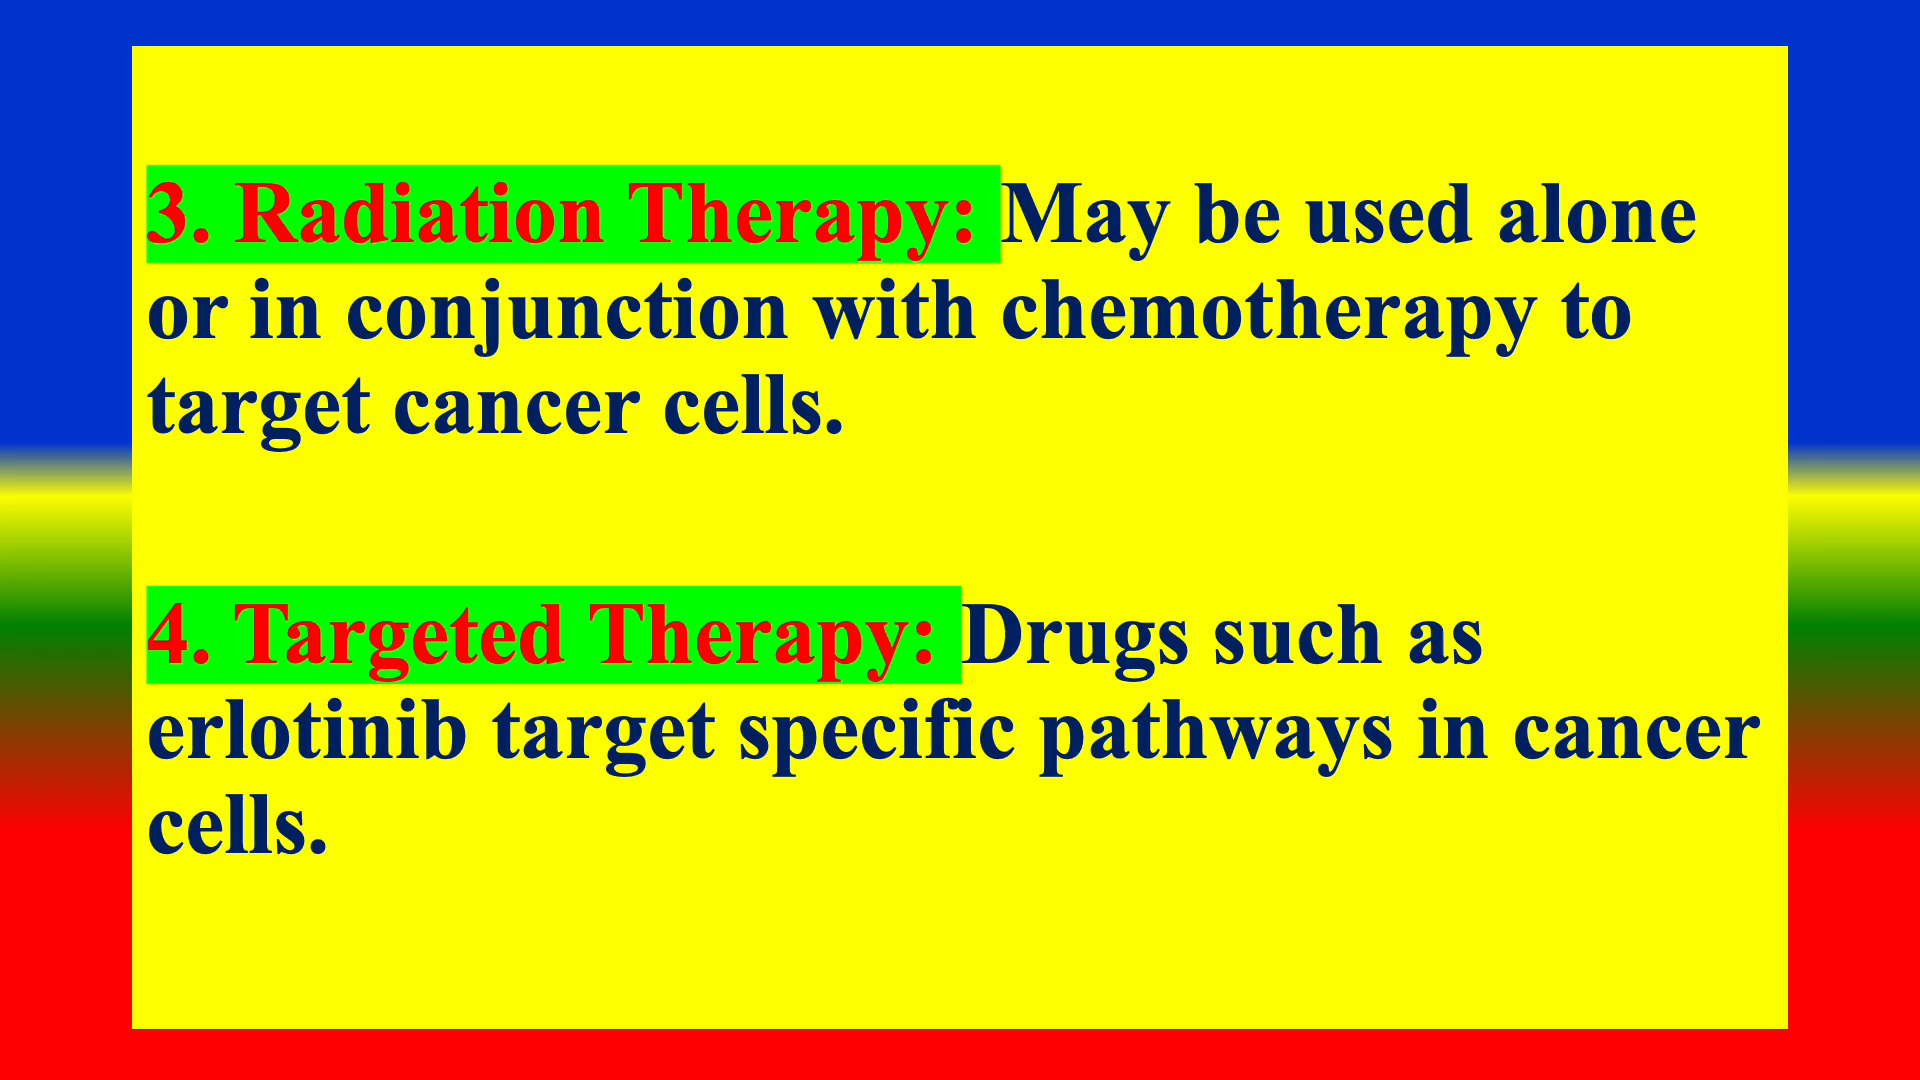 3. Radiation Therapy: May be used alone
or in conjunction with chemotherapy to
target cancer cells.
4. Targeted Therapy: Drugs such as
erlotinib target specific pathways in cancer
cells.